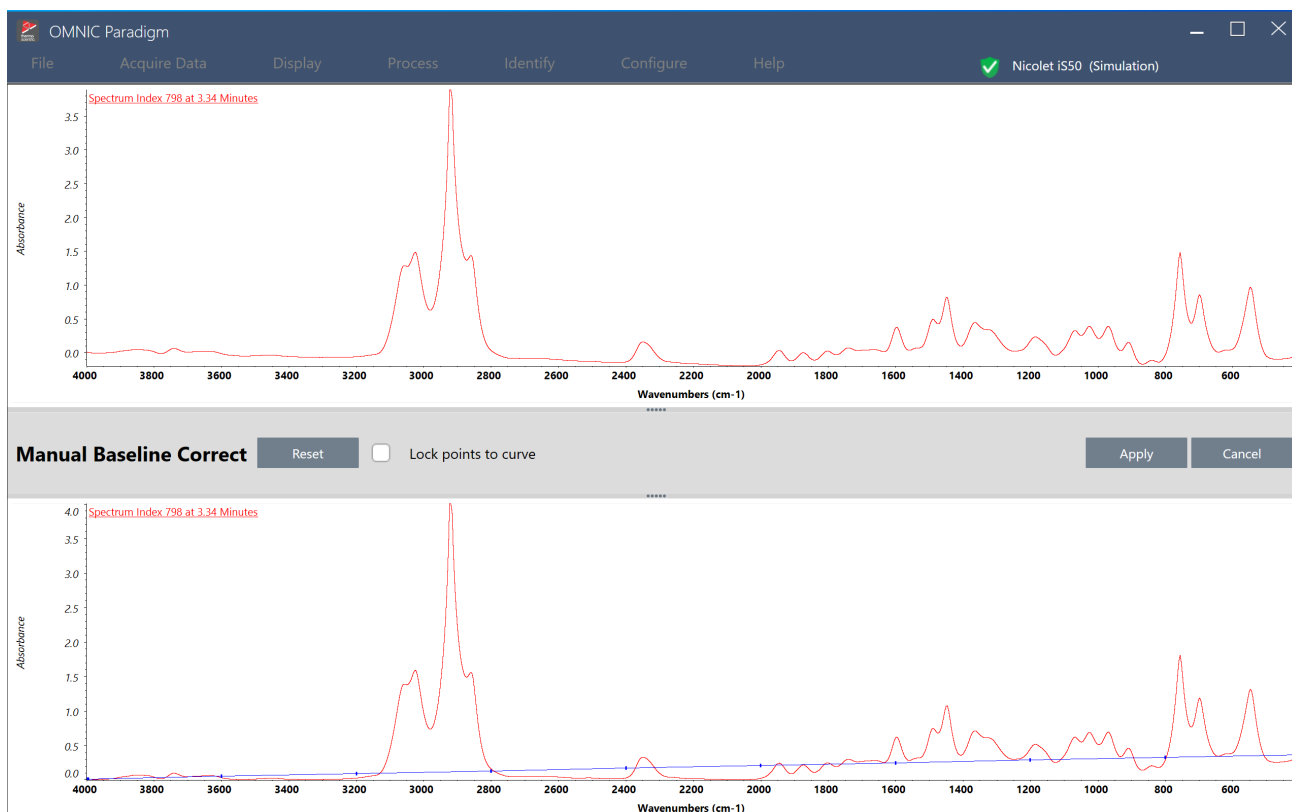 OMNIC Paradigm
File Acquire Data Display Process Identify Configure Help Nicolet iS50 (Simulation)
Spectrum Index 798 at 3.34 Minutes
3.5
3.0
2.5
2.0
1.5
1.0
0.5
0.0
Absorbance
4000 3800 3600 3400 3200 3000 2800 2600 2400 2200 2000 1800 1600 1400 1200 1000 800 600
Wavenumbers (cm-1)
Manual Baseline Correct Reset Lock points to curve Apply Cancel
4.0 Spectrum Index 798 at 3.34 Minutes
3.5
3.0
2.5
2.0
1.5
1.0
0.5
0.0
Absorbance
4000 3800 3600 3400 3200 3000 2800 2600 2400 2200 2000 1800 1600 1400 1200 1000 800 600
Wavenumbers (cm-1)